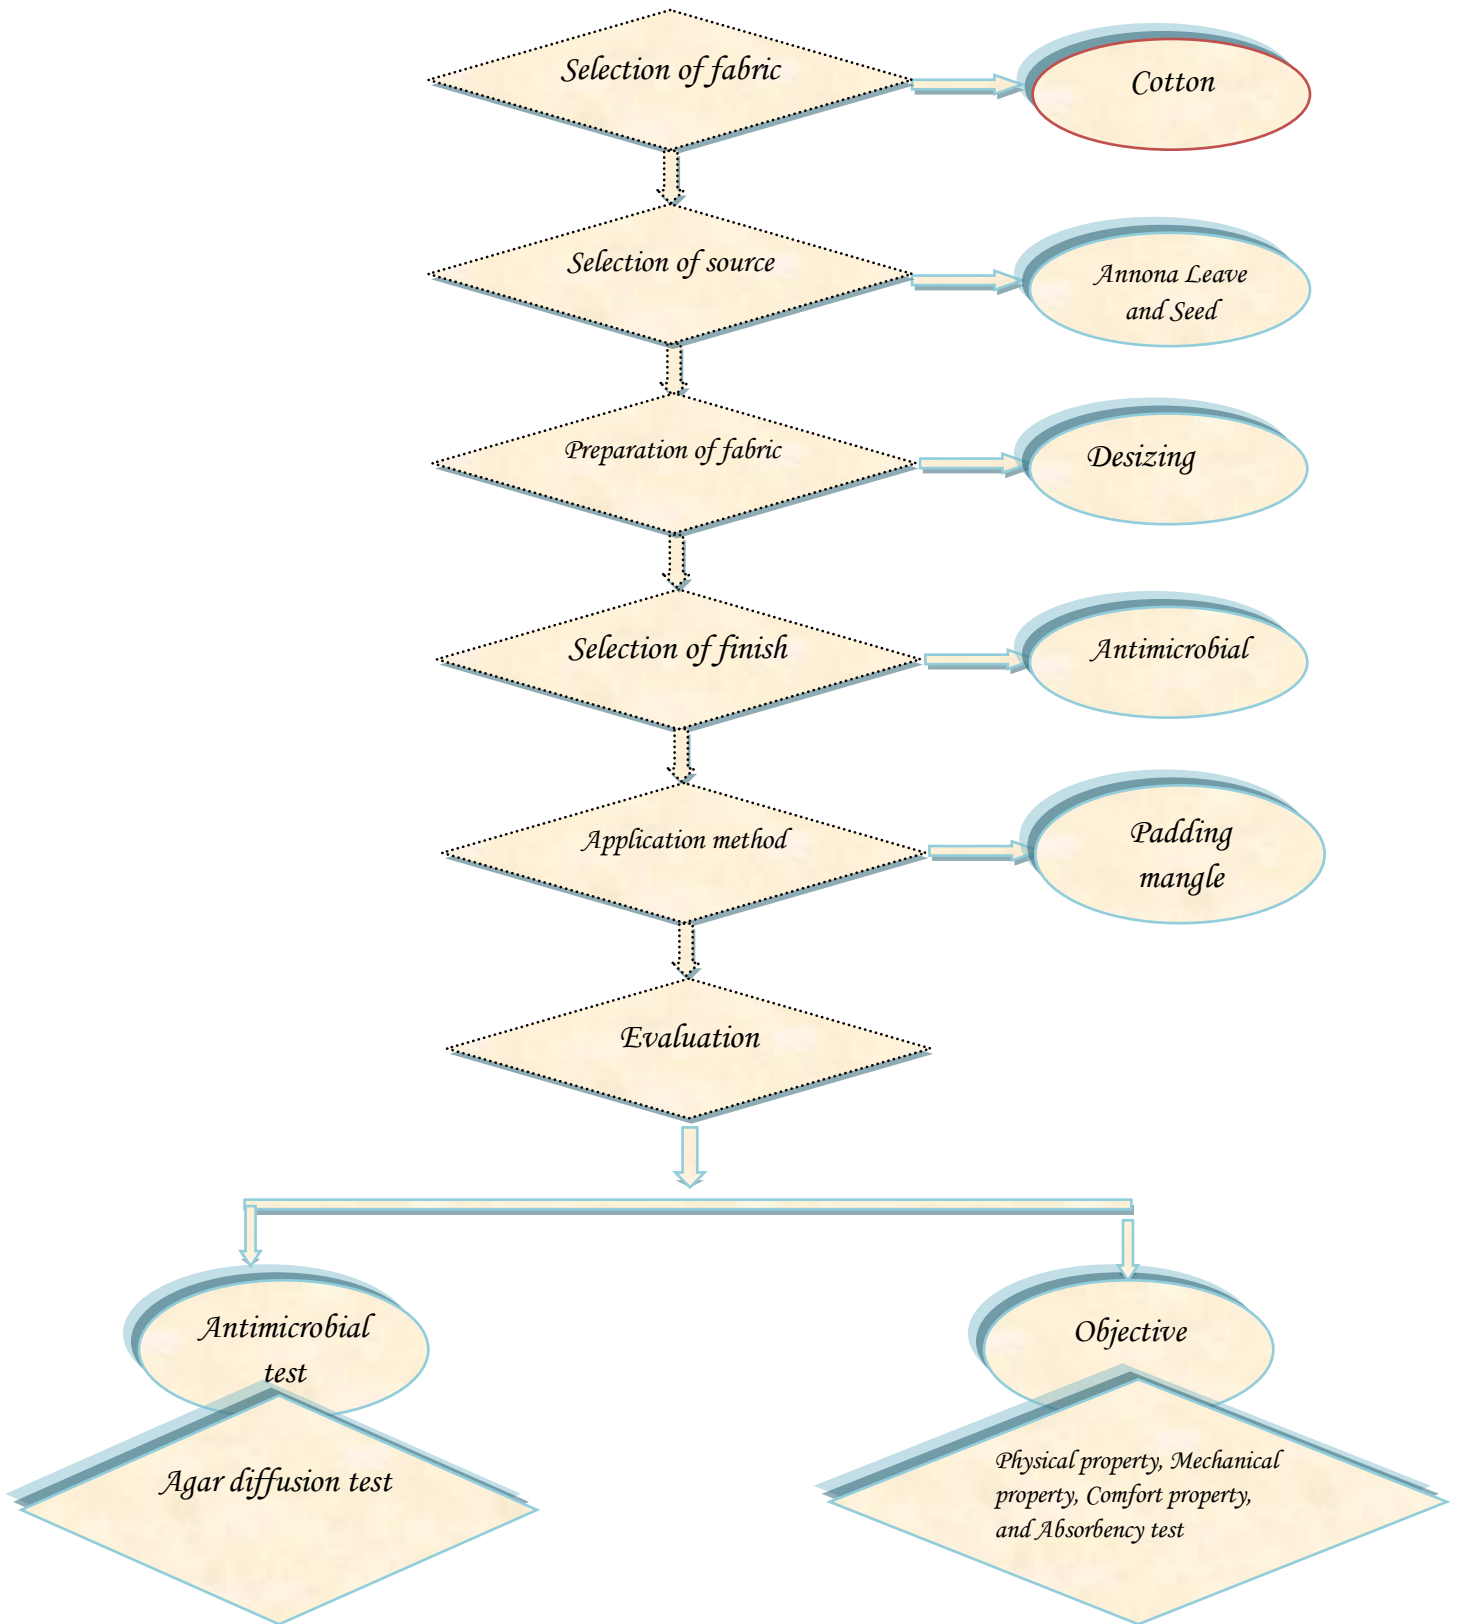 Selection of fabric
Cotton
Selection of source
Annona Leave
and Seed
Preparation of fabric
Desizing
Selection of finish
Antimicrobial
Application method
Padding
mangle
Evaluation
Antimicrobial
test
Objective
Agar diffusion test
Physical property, Mechanical
property, Comfort property,
and Absorbency test